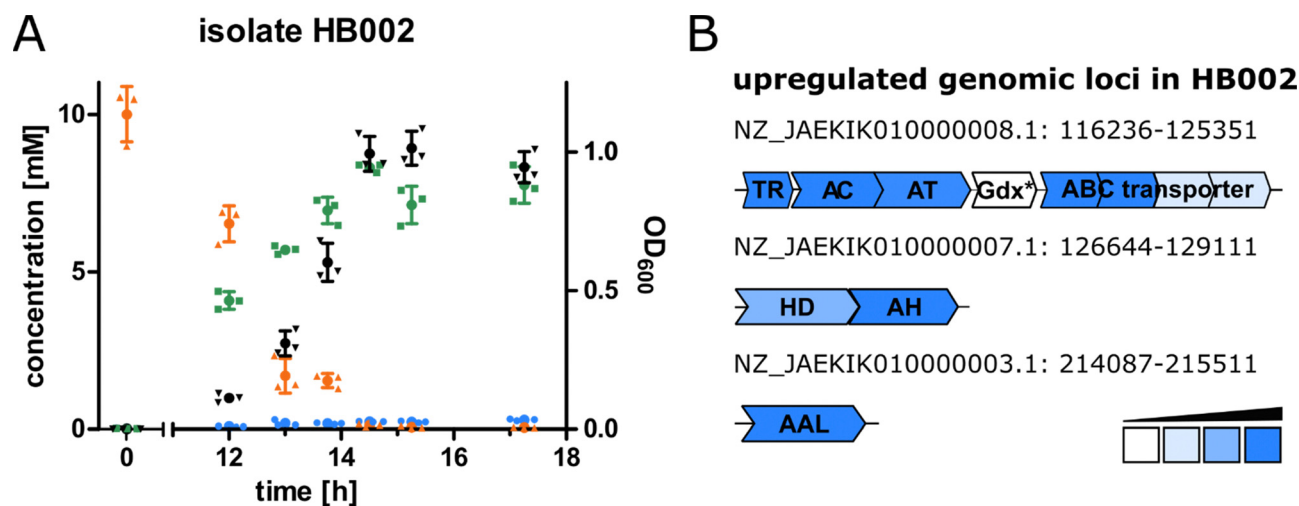 A
isolate HB002
concentration [mM]
10
5
0
OD600
1.0
0.5
0.0
0 12 14 16 18
time [h]
B
upregulated genomic loci in HB002
NZ_JAEKIK010000008.1: 116236-125351
TR AC AT Gdx* ABC transporter
NZ_JAEKIK010000007.1: 126644-129111
HD AH
NZ_JAEKIK010000003.1: 214087-215511
AAL